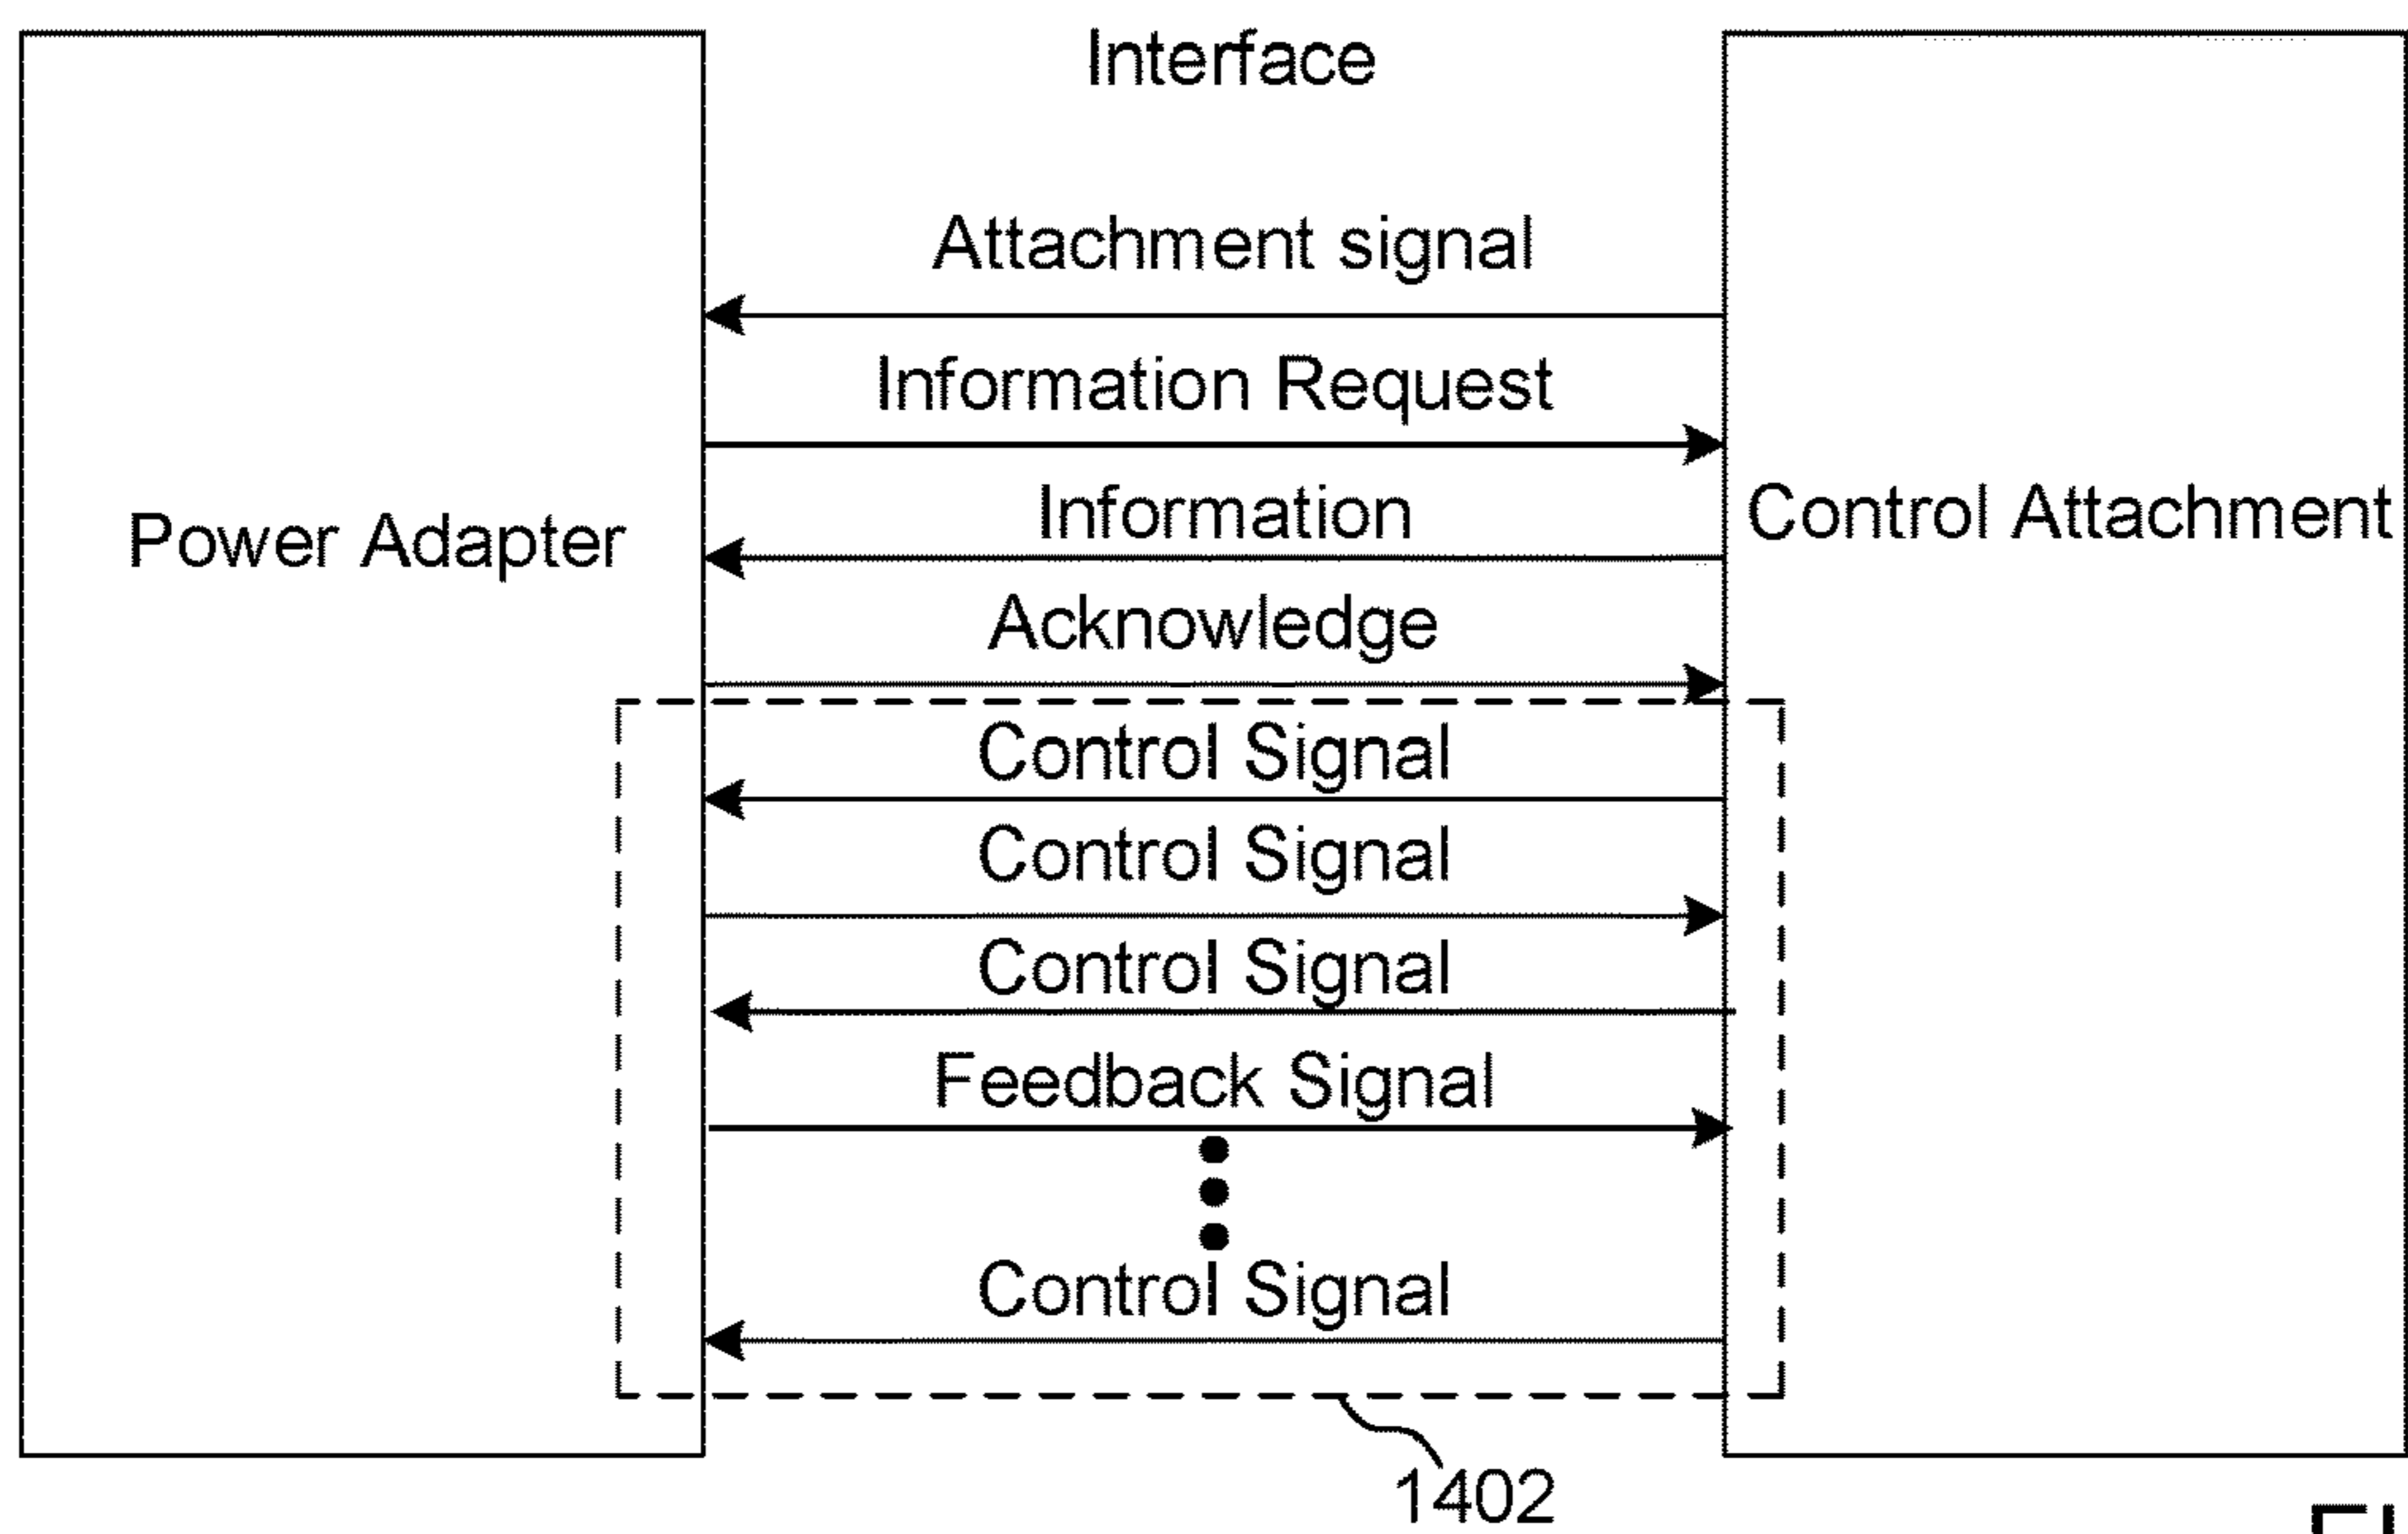 Interface
Attachment signal
Information Request
Information
Power Adapter
Control Attachment
Acknowledge
Control Signal
Control Signal
Control Signal
Feedback Signal
Control Signal
1402